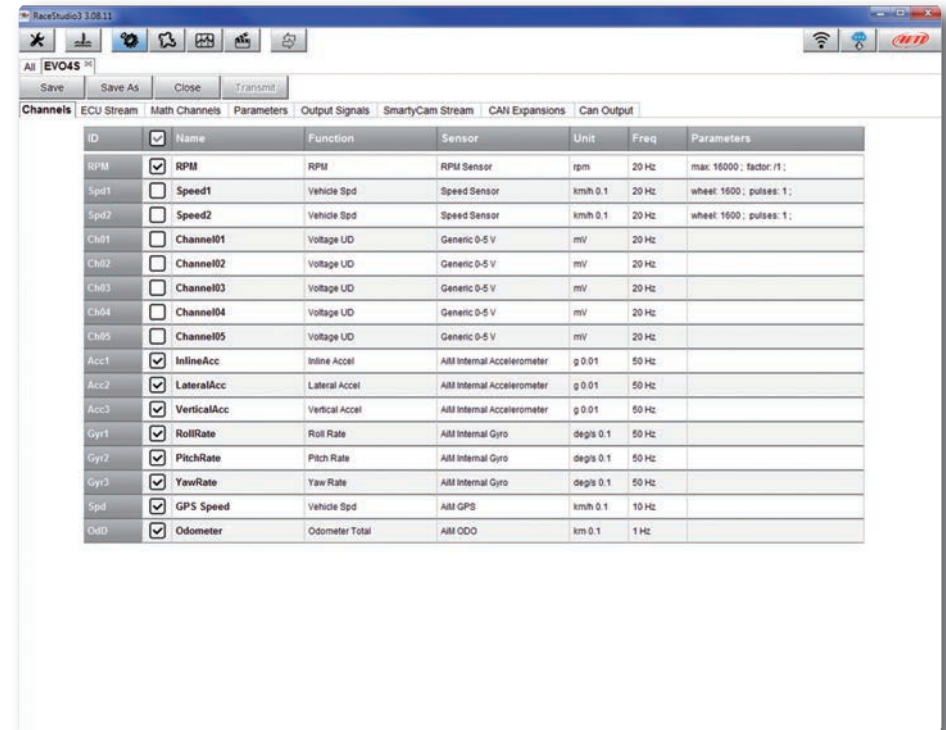 RaceStudio3 3.08.11
AiM
All EVO4S
Save Save As Close Transmit
Channels ECU Stream Math Channels Parameters Output Signals SmartyCam Stream CAN Expansions Can Output
ID Name Function Sensor Unit Freq Parameters
RPM RPM RPM RPM Sensor rpm 20 Hz max: 16000 ; factor: /1 ;
Spd1 Speed1 Vehicle Spd Speed Sensor km/h 0.1 20 Hz wheel: 1600 ; pulses: 1 ;
Spd2 Speed2 Vehicle Spd Speed Sensor km/h 0.1 20 Hz wheel: 1600 ; pulses: 1 ;
Ch01 Channel01 Voltage UD Generic 0-5 V mV 20 Hz
Ch02 Channel02 Voltage UD Generic 0-5 V mV 20 Hz
Ch03 Channel03 Voltage UD Generic 0-5 V mV 20 Hz
Ch04 Channel04 Voltage UD Generic 0-5 V mV 20 Hz
Ch05 Channel05 Voltage UD Generic 0-5 V mV 20 Hz
Acc1 InlineAcc Inline Accel AiM Internal Accelerometer g 0.01 50 Hz
Acc2 LateralAcc Lateral Accel AiM Internal Accelerometer g 0.01 50 Hz
Acc3 VerticalAcc Vertical Accel AiM Internal Accelerometer g 0.01 50 Hz
Gyr1 RollRate Roll Rate AiM Internal Gyro deg/s 0.1 50 Hz
Gyr2 PitchRate Pitch Rate AiM Internal Gyro deg/s 0.1 50 Hz
Gyr3 YawRate Yaw Rate AiM Internal Gyro deg/s 0.1 50 Hz
Spd GPS Speed Vehicle Spd AiM GPS km/h 0.1 10 Hz
OdD Odometer Odometer Total AiM ODO km 0.1 1 Hz